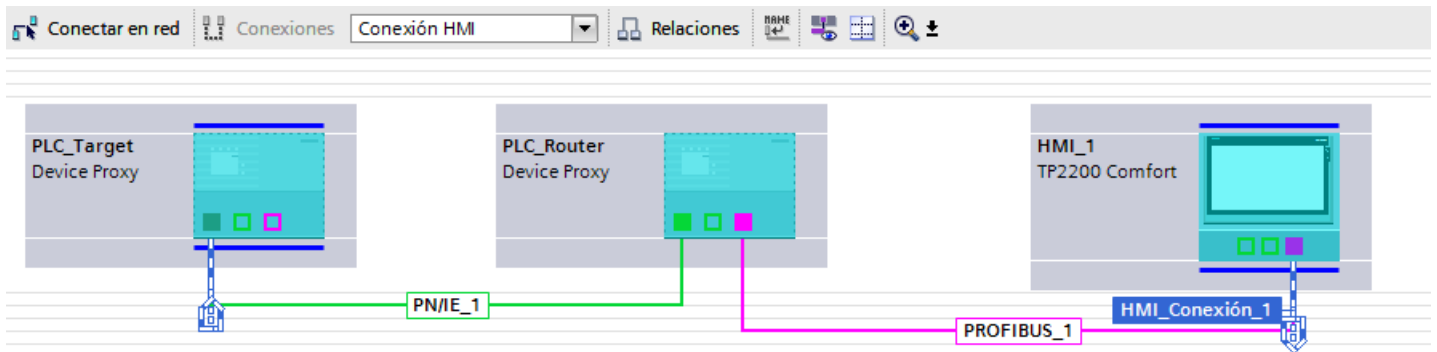 Conectar en red Conexiones Conexión HMI Relaciones NAME
PLC_Target
Device Proxy
PLC_Router
Device Proxy
HMI_1
TP2200 Comfort
PN/IE_1
HMI_Conexión_1
PROFIBUS_1